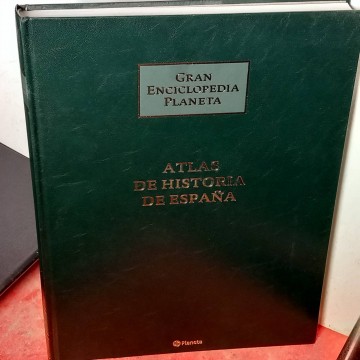 GRAN
ENCICLOPEDIA
PLANETA
ATLAS
DE HISTORIA
DE ESPAÑA
Planeta